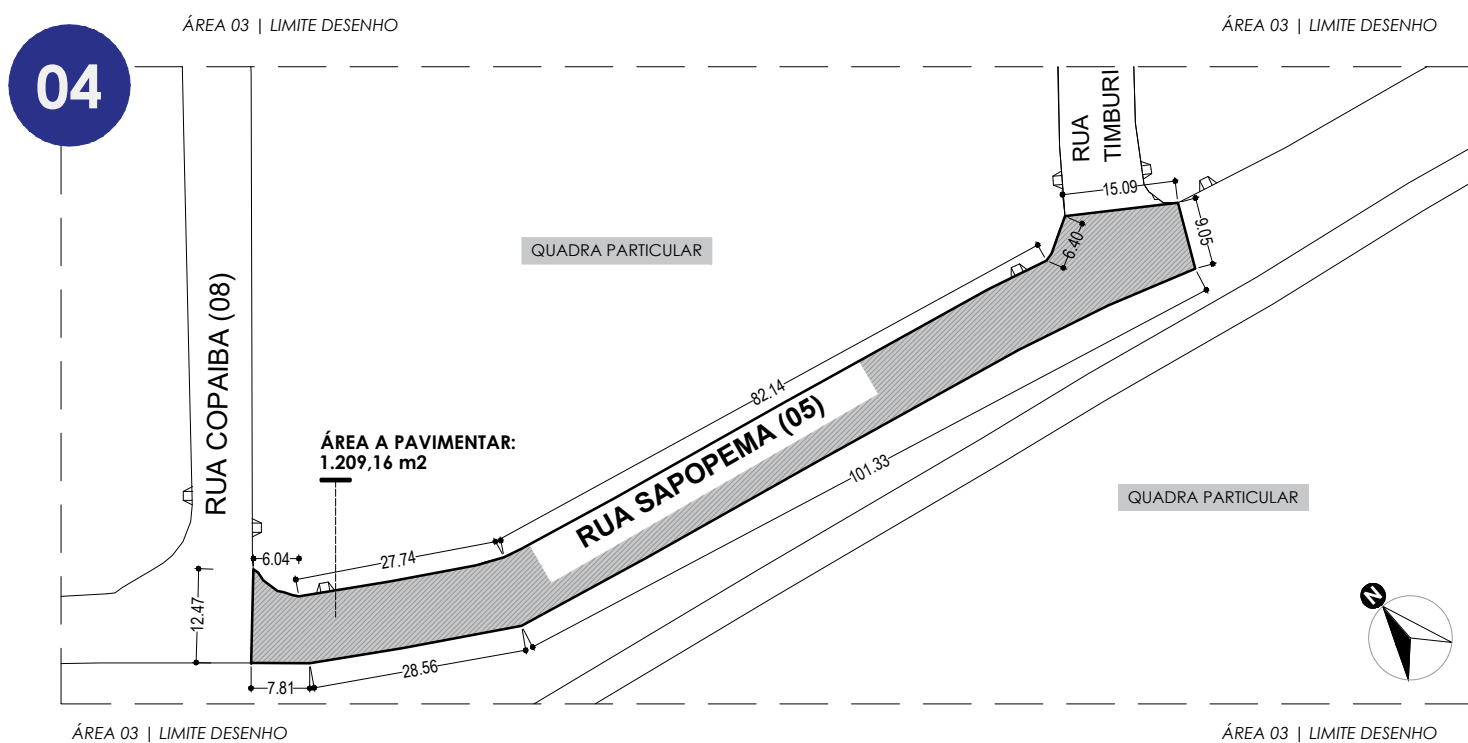 ÁREA 03 | LIMITE DESENHO
ÁREA 03 | LIMITE DESENHO
04
RUA
TIMBURI
15.09
9.05
6.40
QUADRA PARTICULAR
RUA COPAIBA (08)
82.14
RUA SAPOPEMA (05)
101.33
ÁREA A PAVIMENTAR:
1.209,16 m2
QUADRA PARTICULAR
6.04
27.74
12.47
28.56
7.81
N
ÁREA 03 | LIMITE DESENHO
ÁREA 03 | LIMITE DESENHO